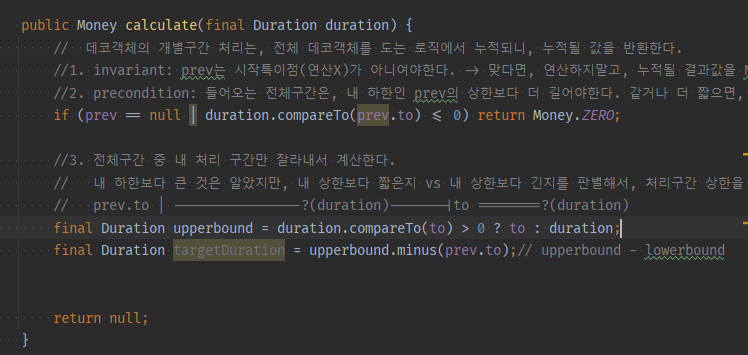 public Money calculate(final Duration duration) {
// 데코객체의 개별구간 처리는, 전체 데코객체를 도는 로직에서 누적되니, 누적될 값을 반환한다.
//1. invariant: prev는 시작특이점(연산X)가 아니여야한다. -> 맞다면, 연산하지말고, 누적될 결과값을
//2. precondition: 들어오는 전체구간은, 내 하한인 prev의 상한보다 더 길어야한다. 같거나 더 짧으면,
if (prev == null | duration.compareTo(prev.to) <= 0) return Money.ZERO;
//3. 전체구간 중 내 처리 구간만 잘라내서 계산한다.
// 내 하한보다 큰 것은 알았지만, 내 상한보다 짧은지 vs 내 상한보다 긴지를 판별해서, 처리구간 상한을
// prev.to | ---------------?(duration)-------|to ========?(duration)
final Duration upperbound = duration.compareTo(to) > 0 ? to : duration;
final Duration targetDuration = upperbound.minus(prev.to);// upperbound - lowerbound
return null;
}